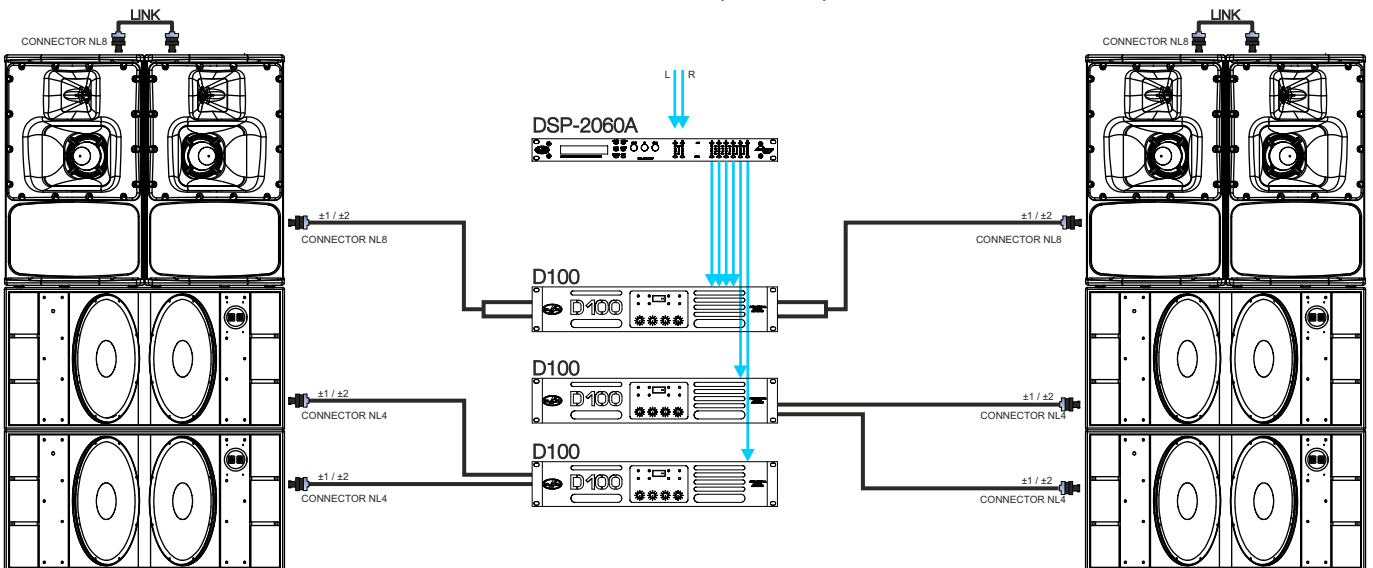 LINK
LINK
CONNECTOR NL8
CONNECTOR NL8
L R
DSP-2060A
±1 / ±2
±1 / ±2
CONNECTOR NL8
CONNECTOR NL8
D100
D100
D100
D100
±1 / ±2
±1 / ±2
CONNECTOR NL4
CONNECTOR NL4
D100
D100
±1 / ±2
±1 / ±2
CONNECTOR NL4
CONNECTOR NL4